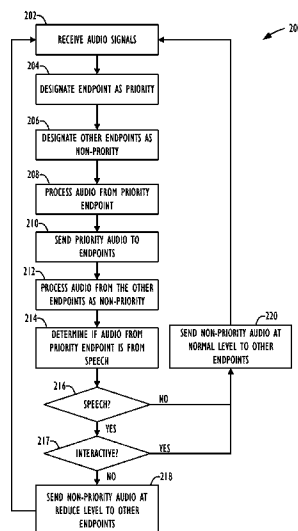 202
RECEIVE AUDIO SIGNALS
20
204
DESIGNATE ENDPOINT AS PRIORITY
206
DESIGNATE OTHER ENDPOINTS AS
NON-PRORITY
208
PROCESS AUDIO FROM PRIORITY
ENDPOINT
210
SEND PRIORITY AUDIO TO
ENDPOINTS
212
PROCESS AUDIO FROM THE OTHER
ENDPOINTS AS NON-PRIORITY
214
DETERMINE IF AUDIO FROM
PRIORITY ENDPOINT IS FROM
SPEECH
220
SEND NON-PRIORITY AUDIO AT
NORMAL LEVEL TO OTHER
ENDPOINTS
216
SPEECH?
NO
YES
217
INTERACTIVE?
YES
NO
218
SEND NON-PRIORITY AUDIO AT
REDUCE LEVEL TO OTHER
ENDPOINTS